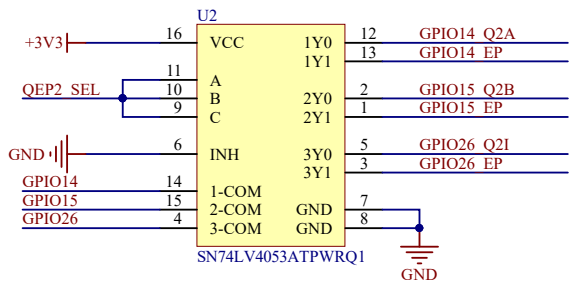 U2
+3V3 16 VCC 1Y0 12 GPIO14_Q2A
1Y1 13 GPIO14_EP
11 A
QEP2_SEL 10 B 2Y0 2 GPIO15_Q2B
9 C 2Y1 1 GPIO15_EP
GND 6 INH 3Y0 5 GPIO26_Q2I
3Y1 3 GPIO26_EP
GPIO14 14 1-COM
GPIO15 15 2-COM GND 7
GPIO26 4 3-COM GND 8
SN74LV4053ATPWRQ1
GND